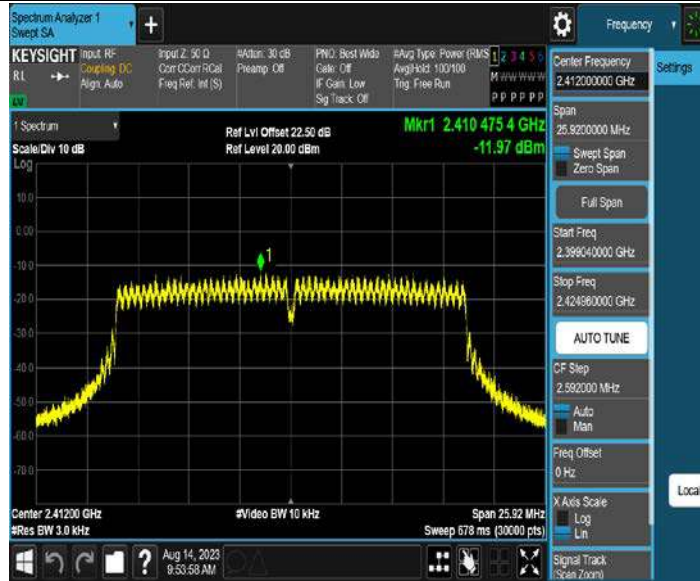 Spectrum Analyzer 1
Swept SA
+
Frequency
KEYSIGHT
Input: RF
Coupling: DC
Align: Auto
Input Z: 50 Ω
Corr CCorr RCal
Freq Ref: Int (S)
#Atten: 30 dB
Preamp: Off
PNO: Best Wide
Gate: Off
IF Gain: Low
Sig Track: Off
#Avg Type: Power (RMS
Avg|Hold: 100/100
Trig: Free Run
1 2 3 4 5 6
M W W W W W
P P P P P P
RL
1 Spectrum
Scale/Div 10 dB
Log
Ref Lvl Offset 22.50 dB
Ref Level 20.00 dBm
Mkr1 2.410 475 4 GHz
-11.97 dBm
10.0
0.00
-10.0
-20.0
-30.0
-40.0
-50.0
-60.0
-70.0
1
Center 2.41200 GHz
#Res BW 3.0 kHz
#Video BW 10 kHz
Span 25.92 MHz
Sweep 678 ms (30000 pts)
?
Aug 14, 2023
9:53:58 AM
Center Frequency
2.412000000 GHz
Span
25.9200000 MHz
Swept Span
Zero Span
Full Span
Start Freq
2.399040000 GHz
Stop Freq
2.424960000 GHz
AUTO TUNE
CF Step
2.592000 MHz
Auto
Man
Freq Offset
0 Hz
X Axis Scale
Log
Lin
Signal Track
(Span Zoom)
Settings
Local